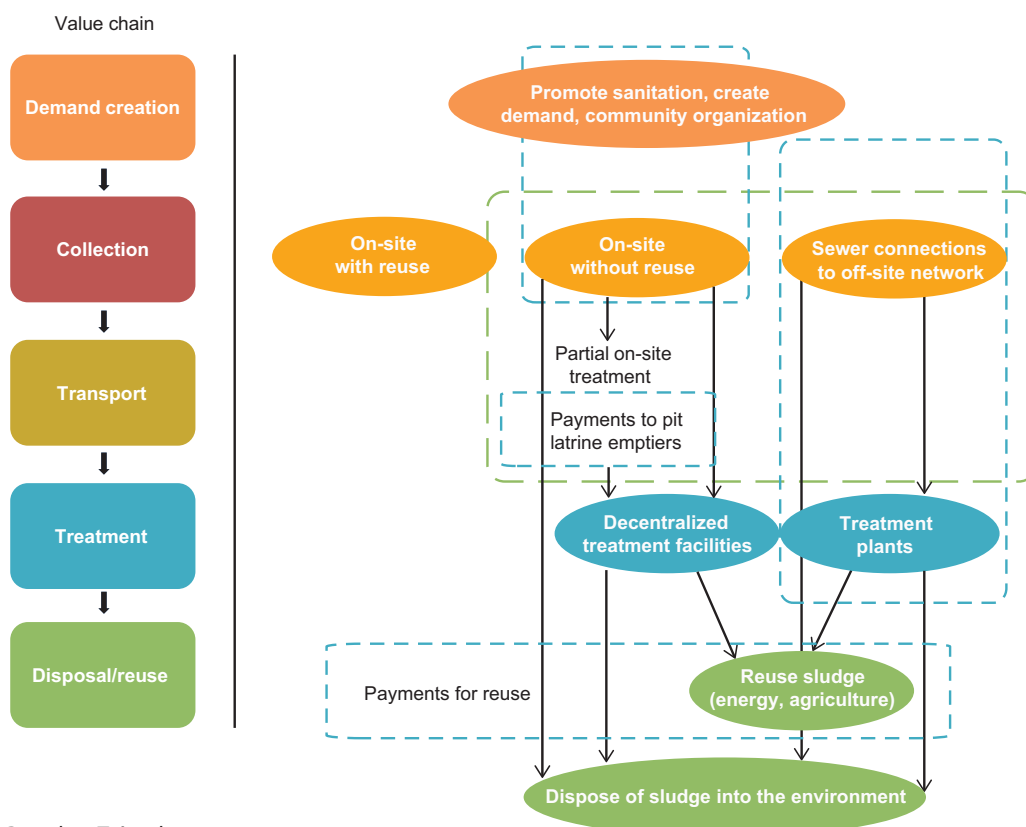 Value chain
Demand creation
Collection
Transport
Treatment
Disposal/reuse
Promote sanitation, create
demand, community organization
On-site
with reuse
On-site
without reuse
Sewer connections
to off-site network
Partial on-site
treatment
Payments to pit
latrine emptiers
Decentralized
treatment facilities
Treatment
plants
Payments for reuse
Reuse sludge
(energy, agriculture)
Dispose of sludge into the environment